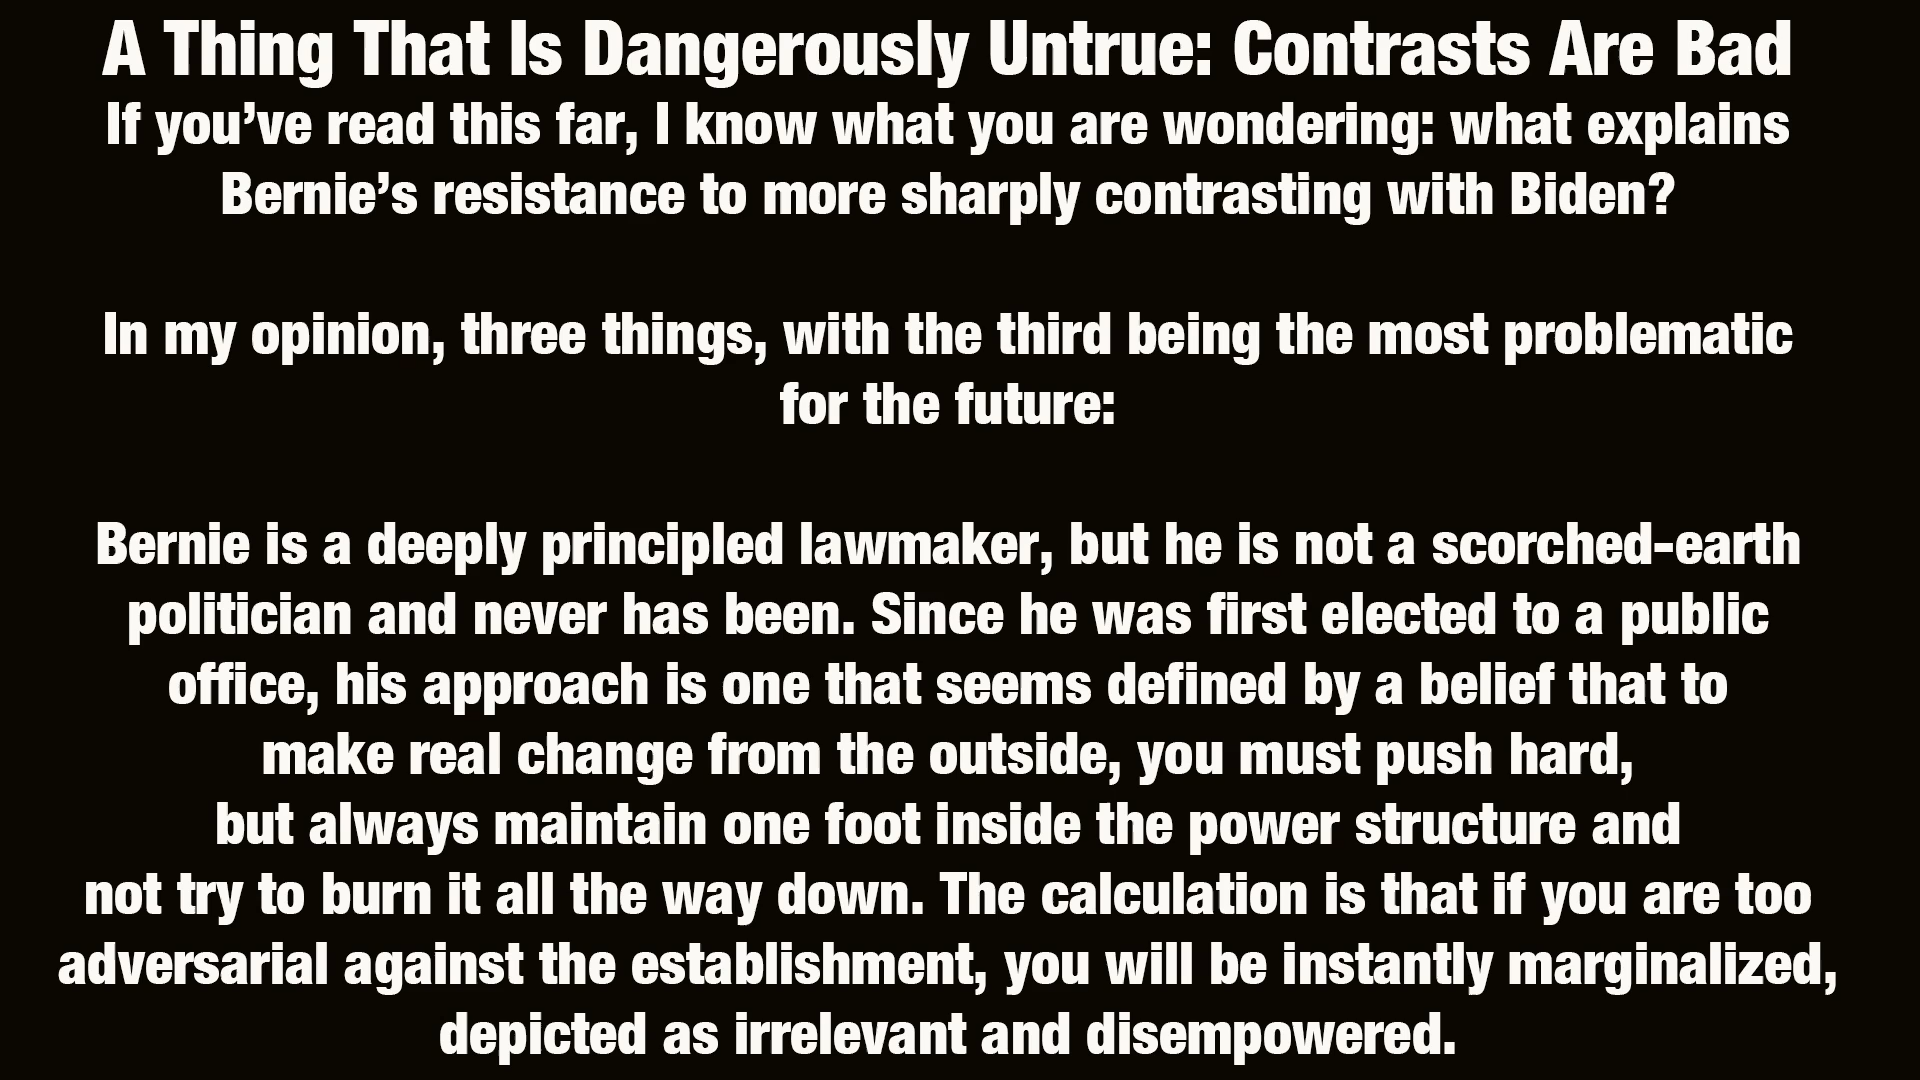 A Thing That Is Dangerously Untrue: Contrasts Are Bad
If you’ve read this far, I know what you are wondering: what explains
Bernie’s resistance to more sharply contrasting with Biden?
In my opinion, three things, with the third being the most problematic
for the future:
Bernie is a deeply principled lawmaker, but he is not a scorched-earth
politician and never has been. Since he was first elected to a public
office, his approach is one that seems defined by a belief that to
make real change from the outside, you must push hard,
but always maintain one foot inside the power structure and
not try to burn it all the way down. The calculation is that if you are too
adversarial against the establishment, you will be instantly marginalized,
depicted as irrelevant and disempowered.